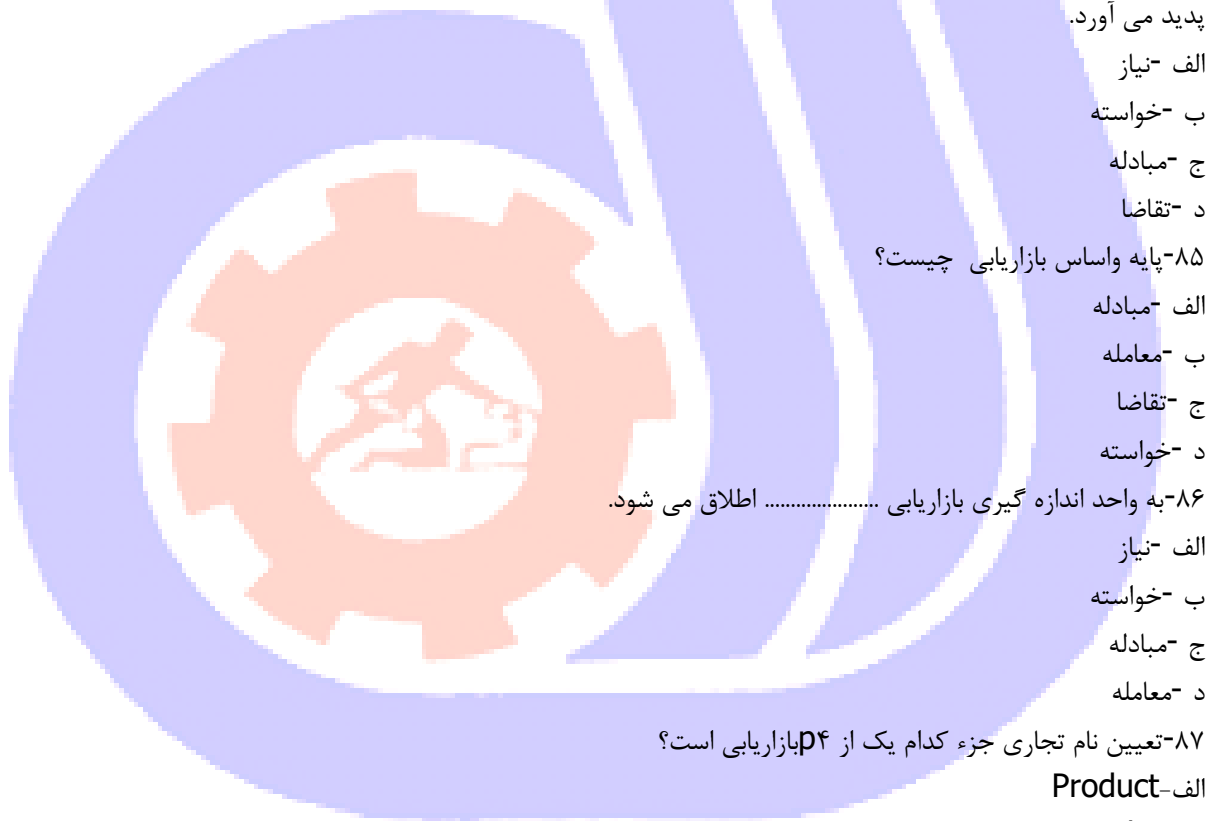 پدید می آورد.
الف -نیاز
ب -خواسته
ج -مبادله
د -تقاضا
۸۵-پایه واساس بازاریابی چیست؟
الف -مبادله
ب -معامله
ج -تقاضا
د -خواسته
۸۶-به واحد اندازه گیری بازاریابی ...................... اطلاق می شود.
الف -نیاز
ب -خواسته
ج -مبادله
د -معامله
۸۷-تعیین نام تجاری جزء کدام یک از p۴بازاریابی است؟
الف-Product